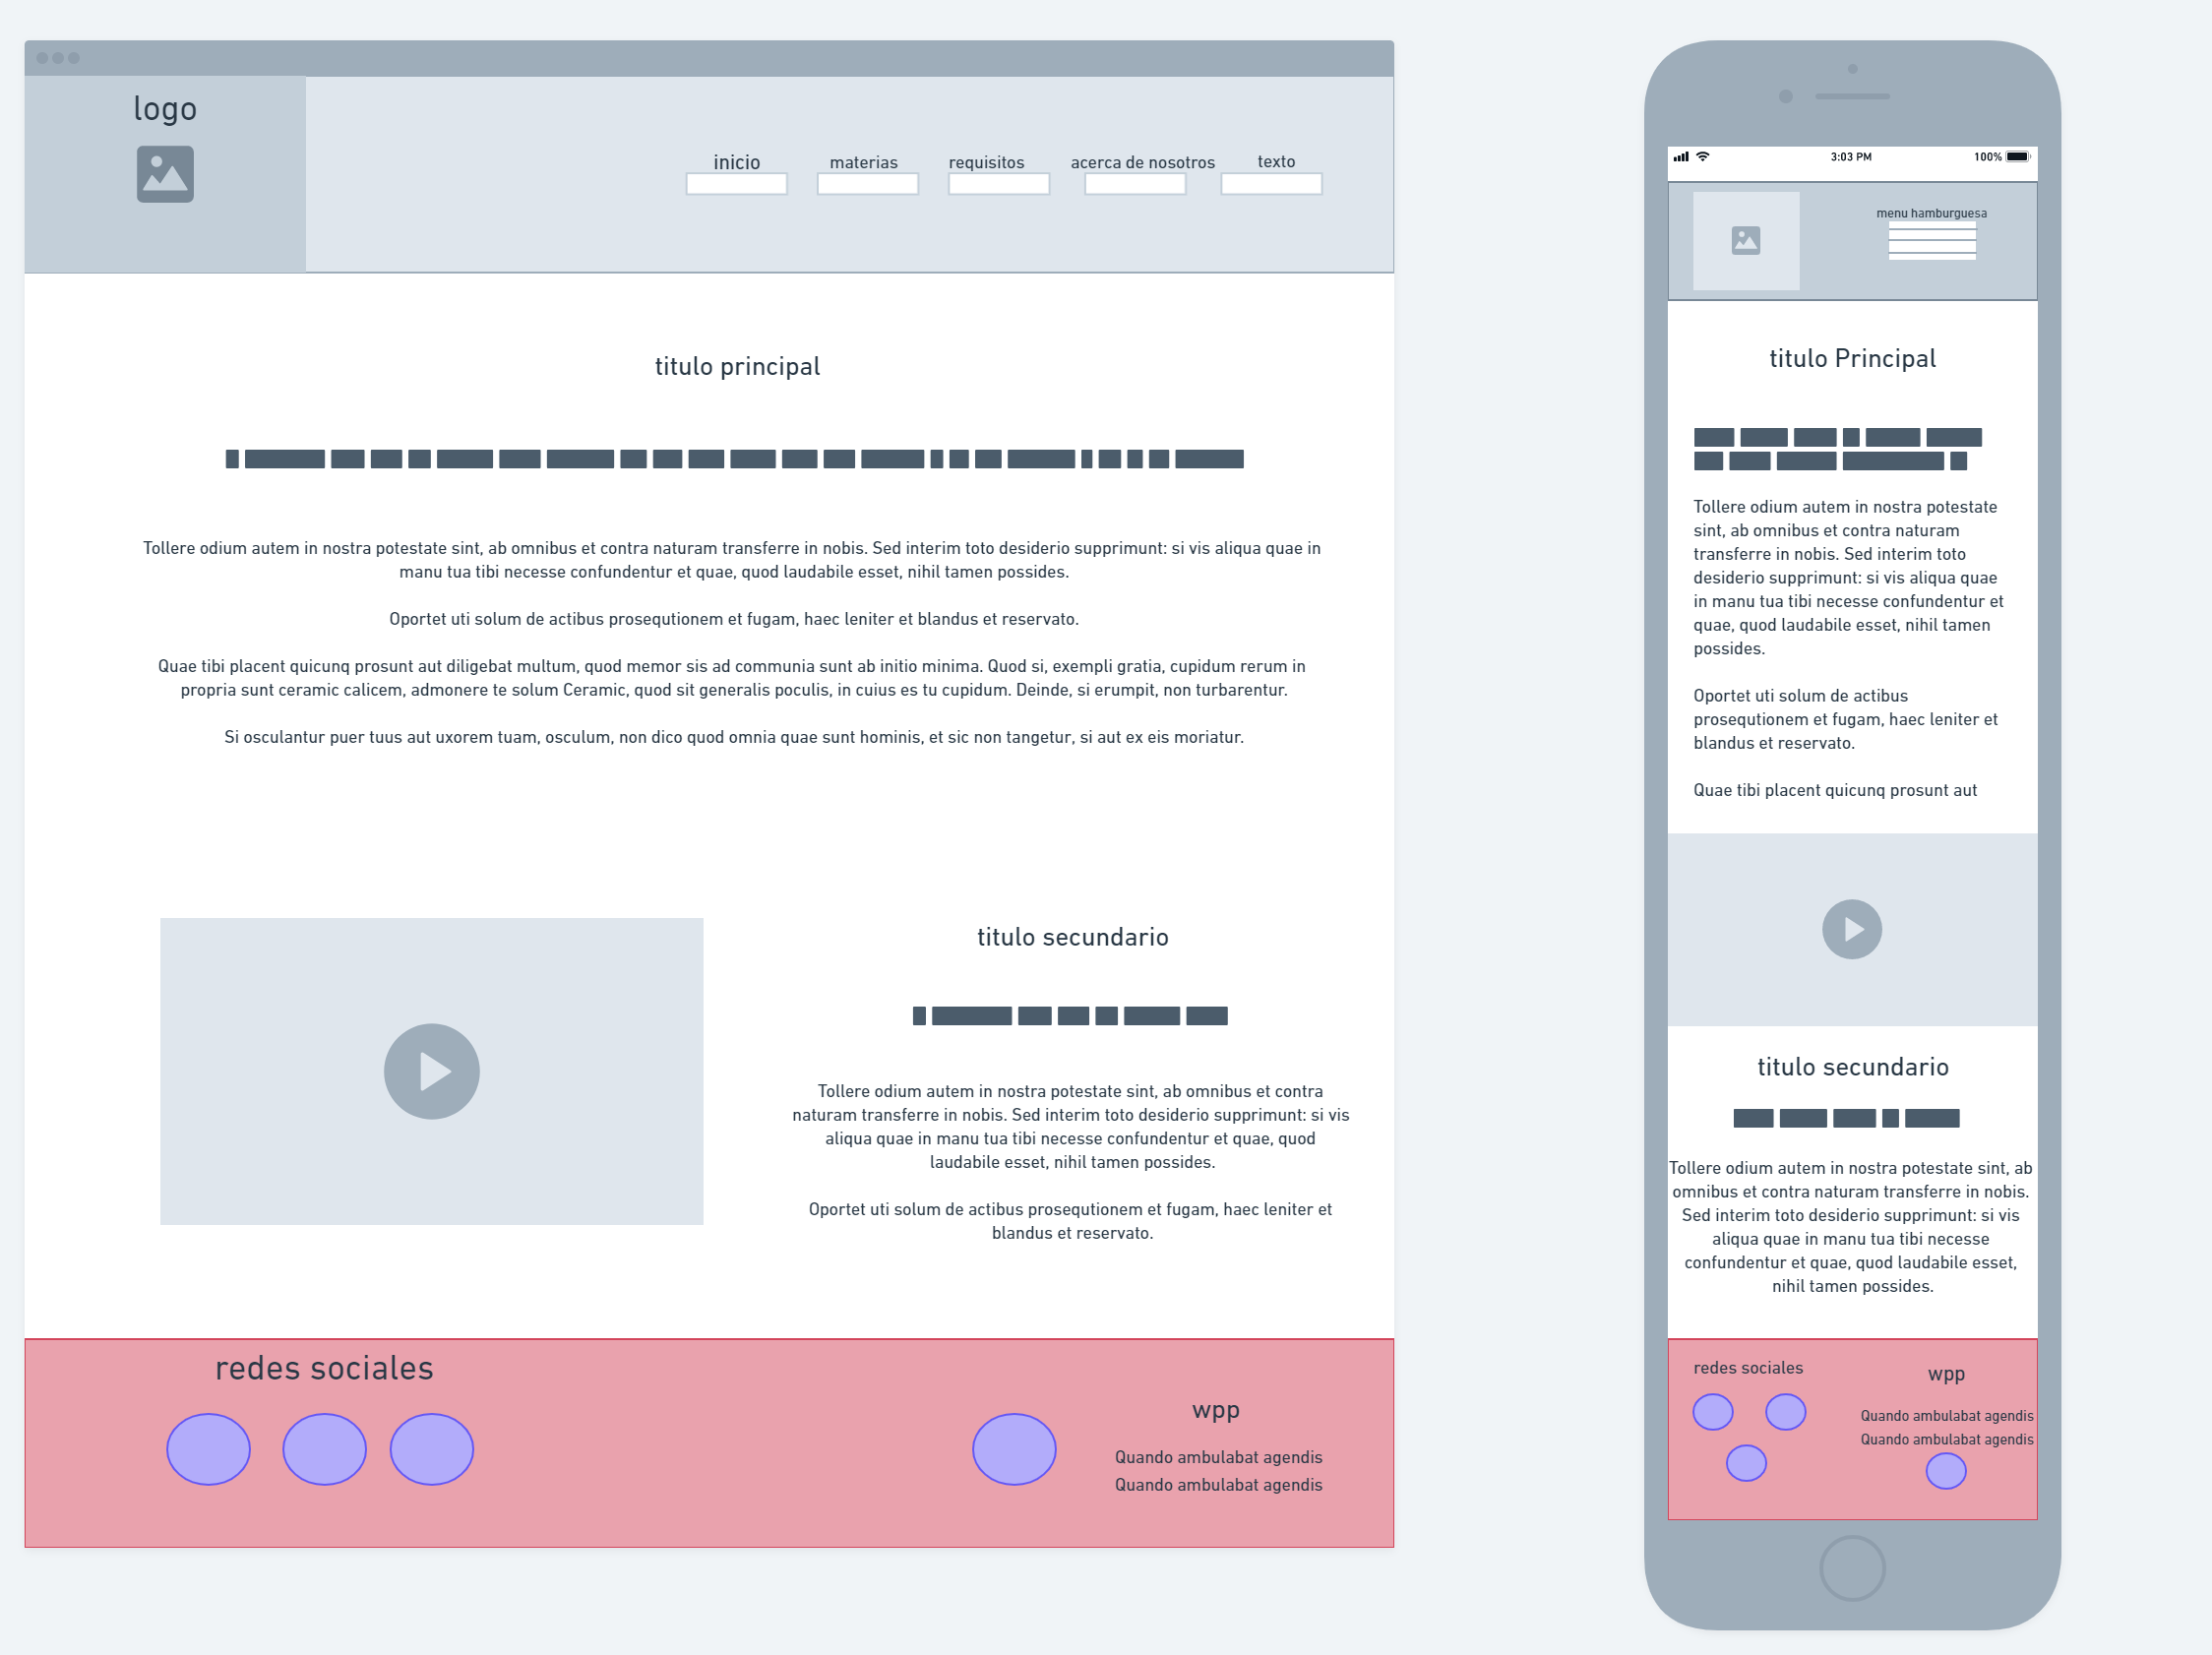 logo
inicio
materias
requisitos
acerca de nosotros
texto
titulo principal
Tollere odium autem in nostra potestate sint, ab omnibus et contra naturam transferre in nobis. Sed interim toto desiderio supprimunt: si vis aliqua quae in
manu tua tibi necesse confundentur et quae, quod laudabile esset, nihil tamen possides.
Oportet uti solum de actibus prosequtionem et fugam, haec leniter et blandus et reservato.
Quae tibi placent quicunq prosunt aut diligebat multum, quod memor sis ad communia sunt ab initio minima. Quod si, exempli gratia, cupidum rerum in
propria sunt ceramic calicem, admonere te solum Ceramic, quod sit generalis poculis, in cuius es tu cupidum. Deinde, si erumpit, non turbarentur.
Si osculantur puer tuus aut uxorem tuam, osculum, non dico quod omnia quae sunt hominis, et sic non tangetur, si aut ex eis moriatur.
titulo secundario
Tollere odium autem in nostra potestate sint, ab omnibus et contra
naturam transferre in nobis. Sed interim toto desiderio supprimunt: si vis
aliqua quae in manu tua tibi necesse confundentur et quae, quod
laudabile esset, nihil tamen possides.
Oportet uti solum de actibus prosequtionem et fugam, haec leniter et
blandus et reservato.
redes sociales
wpp
Quando ambulabat agendis
Quando ambulabat agendis
3:03 PM
100%
menu hamburguesa
titulo Principal
Tollere odium autem in nostra potestate
sint, ab omnibus et contra naturam
transferre in nobis. Sed interim toto
desiderio supprimunt: si vis aliqua quae
in manu tua tibi necesse confundentur et
quae, quod laudabile esset, nihil tamen
possides.
Oportet uti solum de actibus
prosequtionem et fugam, haec leniter et
blandus et reservato.
Quae tibi placent quicunq prosunt aut
titulo secundario
Tollere odium autem in nostra potestate sint, ab
omnibus et contra naturam transferre in nobis.
Sed interim toto desiderio supprimunt: si vis
aliqua quae in manu tua tibi necesse
confundentur et quae, quod laudabile esset,
nihil tamen possides.
redes sociales
wpp
Quando ambulabat agendis
Quando ambulabat agendis